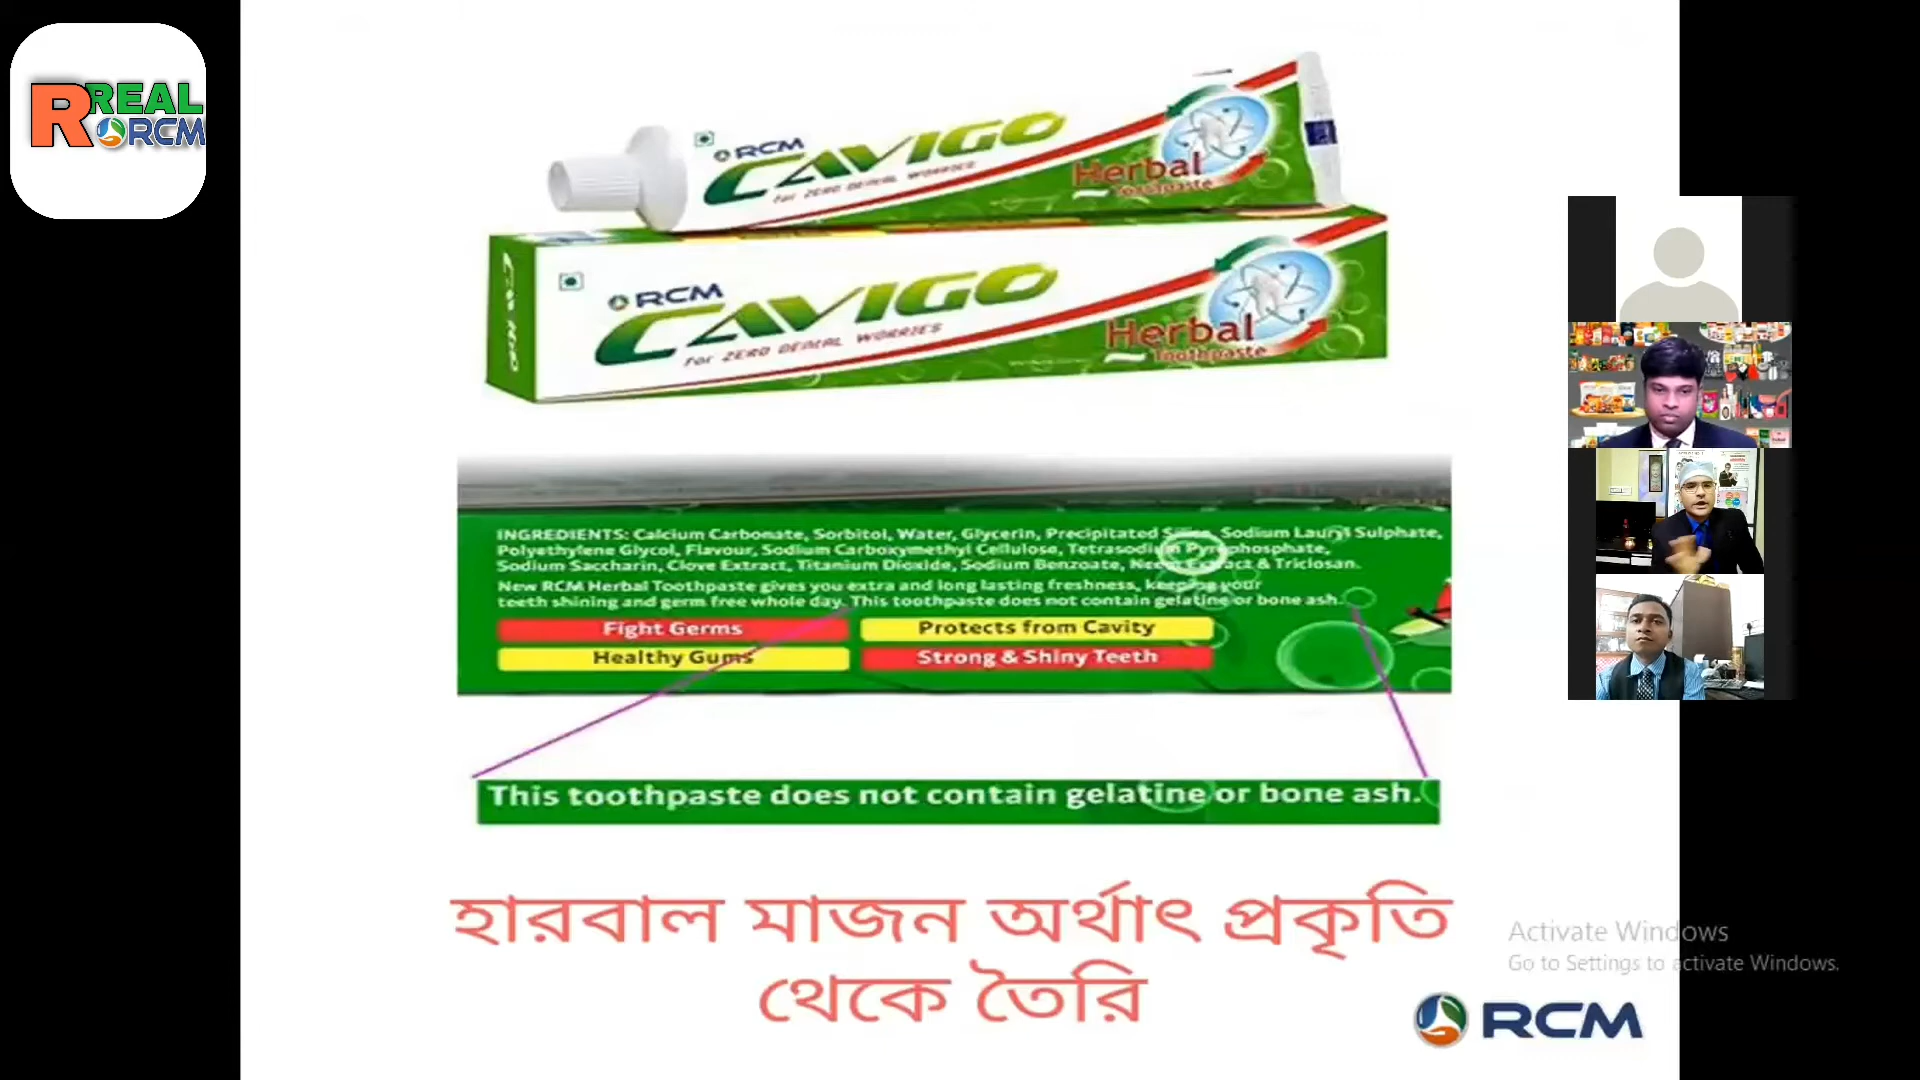 REAL
RCM
RCM
CAVIGO
for ZERO DENTAL WORRIES
Herbal
Toothpaste
RCM
CAVIGO
for ZERO DENTAL WORRIES
Herbal
Toothpaste
INGREDIENTS: Calcium Carbonate, Sorbitol, Water, Glycerin, Precipitated Silica, Sodium Lauryl Sulphate,
Polyethylene Glycol, Flavour, Sodium Carboxymethyl Cellulose, Tetrasodium Pyrophosphate,
Sodium Saccharin, Clove Extract, Titanium Dioxide, Sodium Benzoate, Neem Extract & Triclosan.
New RCM Herbal Toothpaste gives you extra and long lasting freshness, keeping your
teeth shining and germ free whole day. This toothpaste does not contain gelatine or bone ash.
Fight Germs
Protects from Cavity
Healthy Gums
Strong & Shiny Teeth
This toothpaste does not contain gelatine or bone ash.
হারবাল মাজন অর্থাৎ প্রকৃতি
থেকে তৈরি
Activate Windows
Go to Settings to activate Windows.
RCM